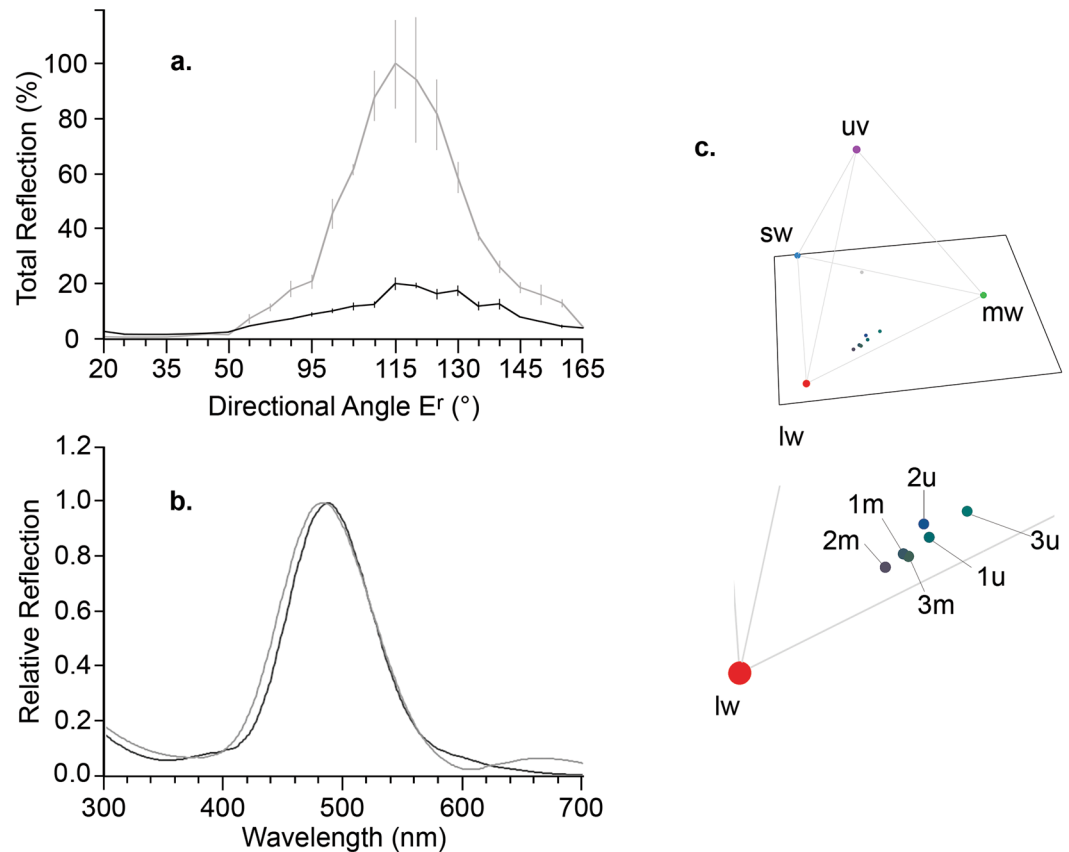 a.
Total Reflection (%)
100
80
60
40
20
0
20 35 50 95 115 130 145 165
Directional Angle Eʳ (°)
b.
Relative Reflection
1.2
1.0
0.8
0.6
0.4
0.2
0.0
300 400 500 600 700
Wavelength (nm)
c.
uv
sw
mw
lw
2u
1m
2m
3u
1u
3m
lw